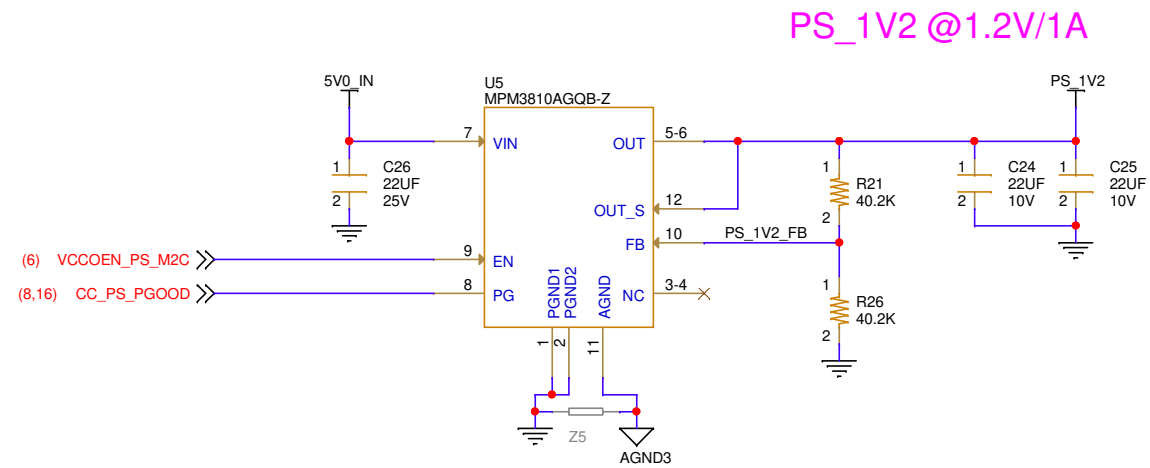 PS_1V2 @1.2V/1A
5V0_IN
U5
MPM3810AGQB-Z
PS_1V2
7
VIN
OUT
5-6
1
C26
22UF
25V
2
1
R21
40.2K
2
1
C24
22UF
10V
2
1
C25
22UF
10V
2
OUT_S
12
FB
10
PS_1V2_FB
(6) VCCOEN_PS_M2C
9
EN
(8,16) CC_PS_PGOOD
8
PG
PGND1
PGND2
AGND
NC
3-4
1
R26
40.2K
2
1
2
11
Z5
AGND3